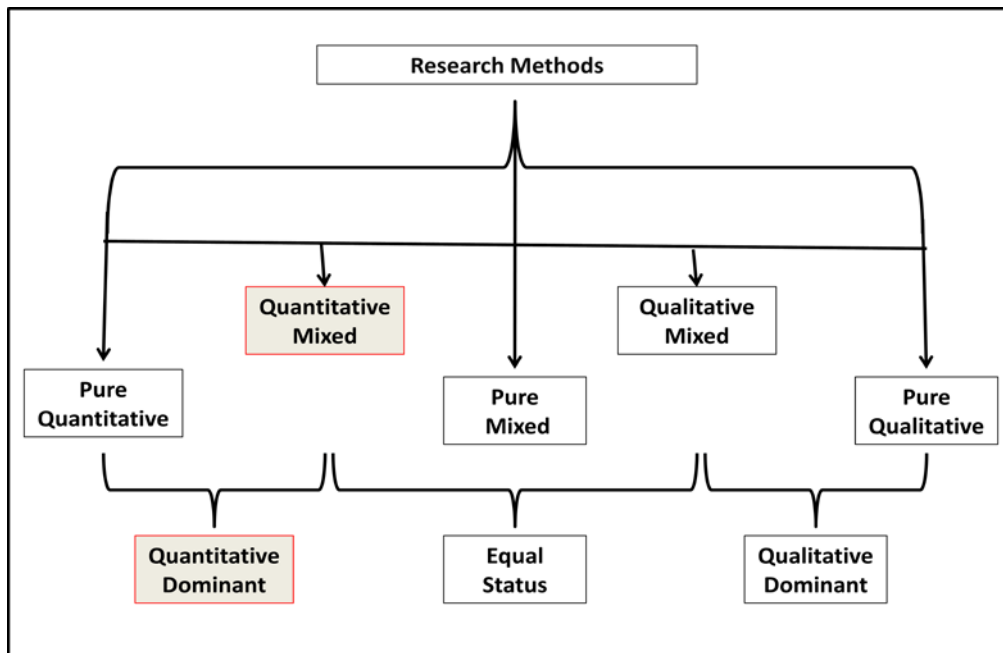 Research Methods
Quantitative
Mixed
Qualitative
Mixed
Pure
Quantitative
Pure
Mixed
Pure
Qualitative
Quantitative
Dominant
Equal
Status
Qualitative
Dominant